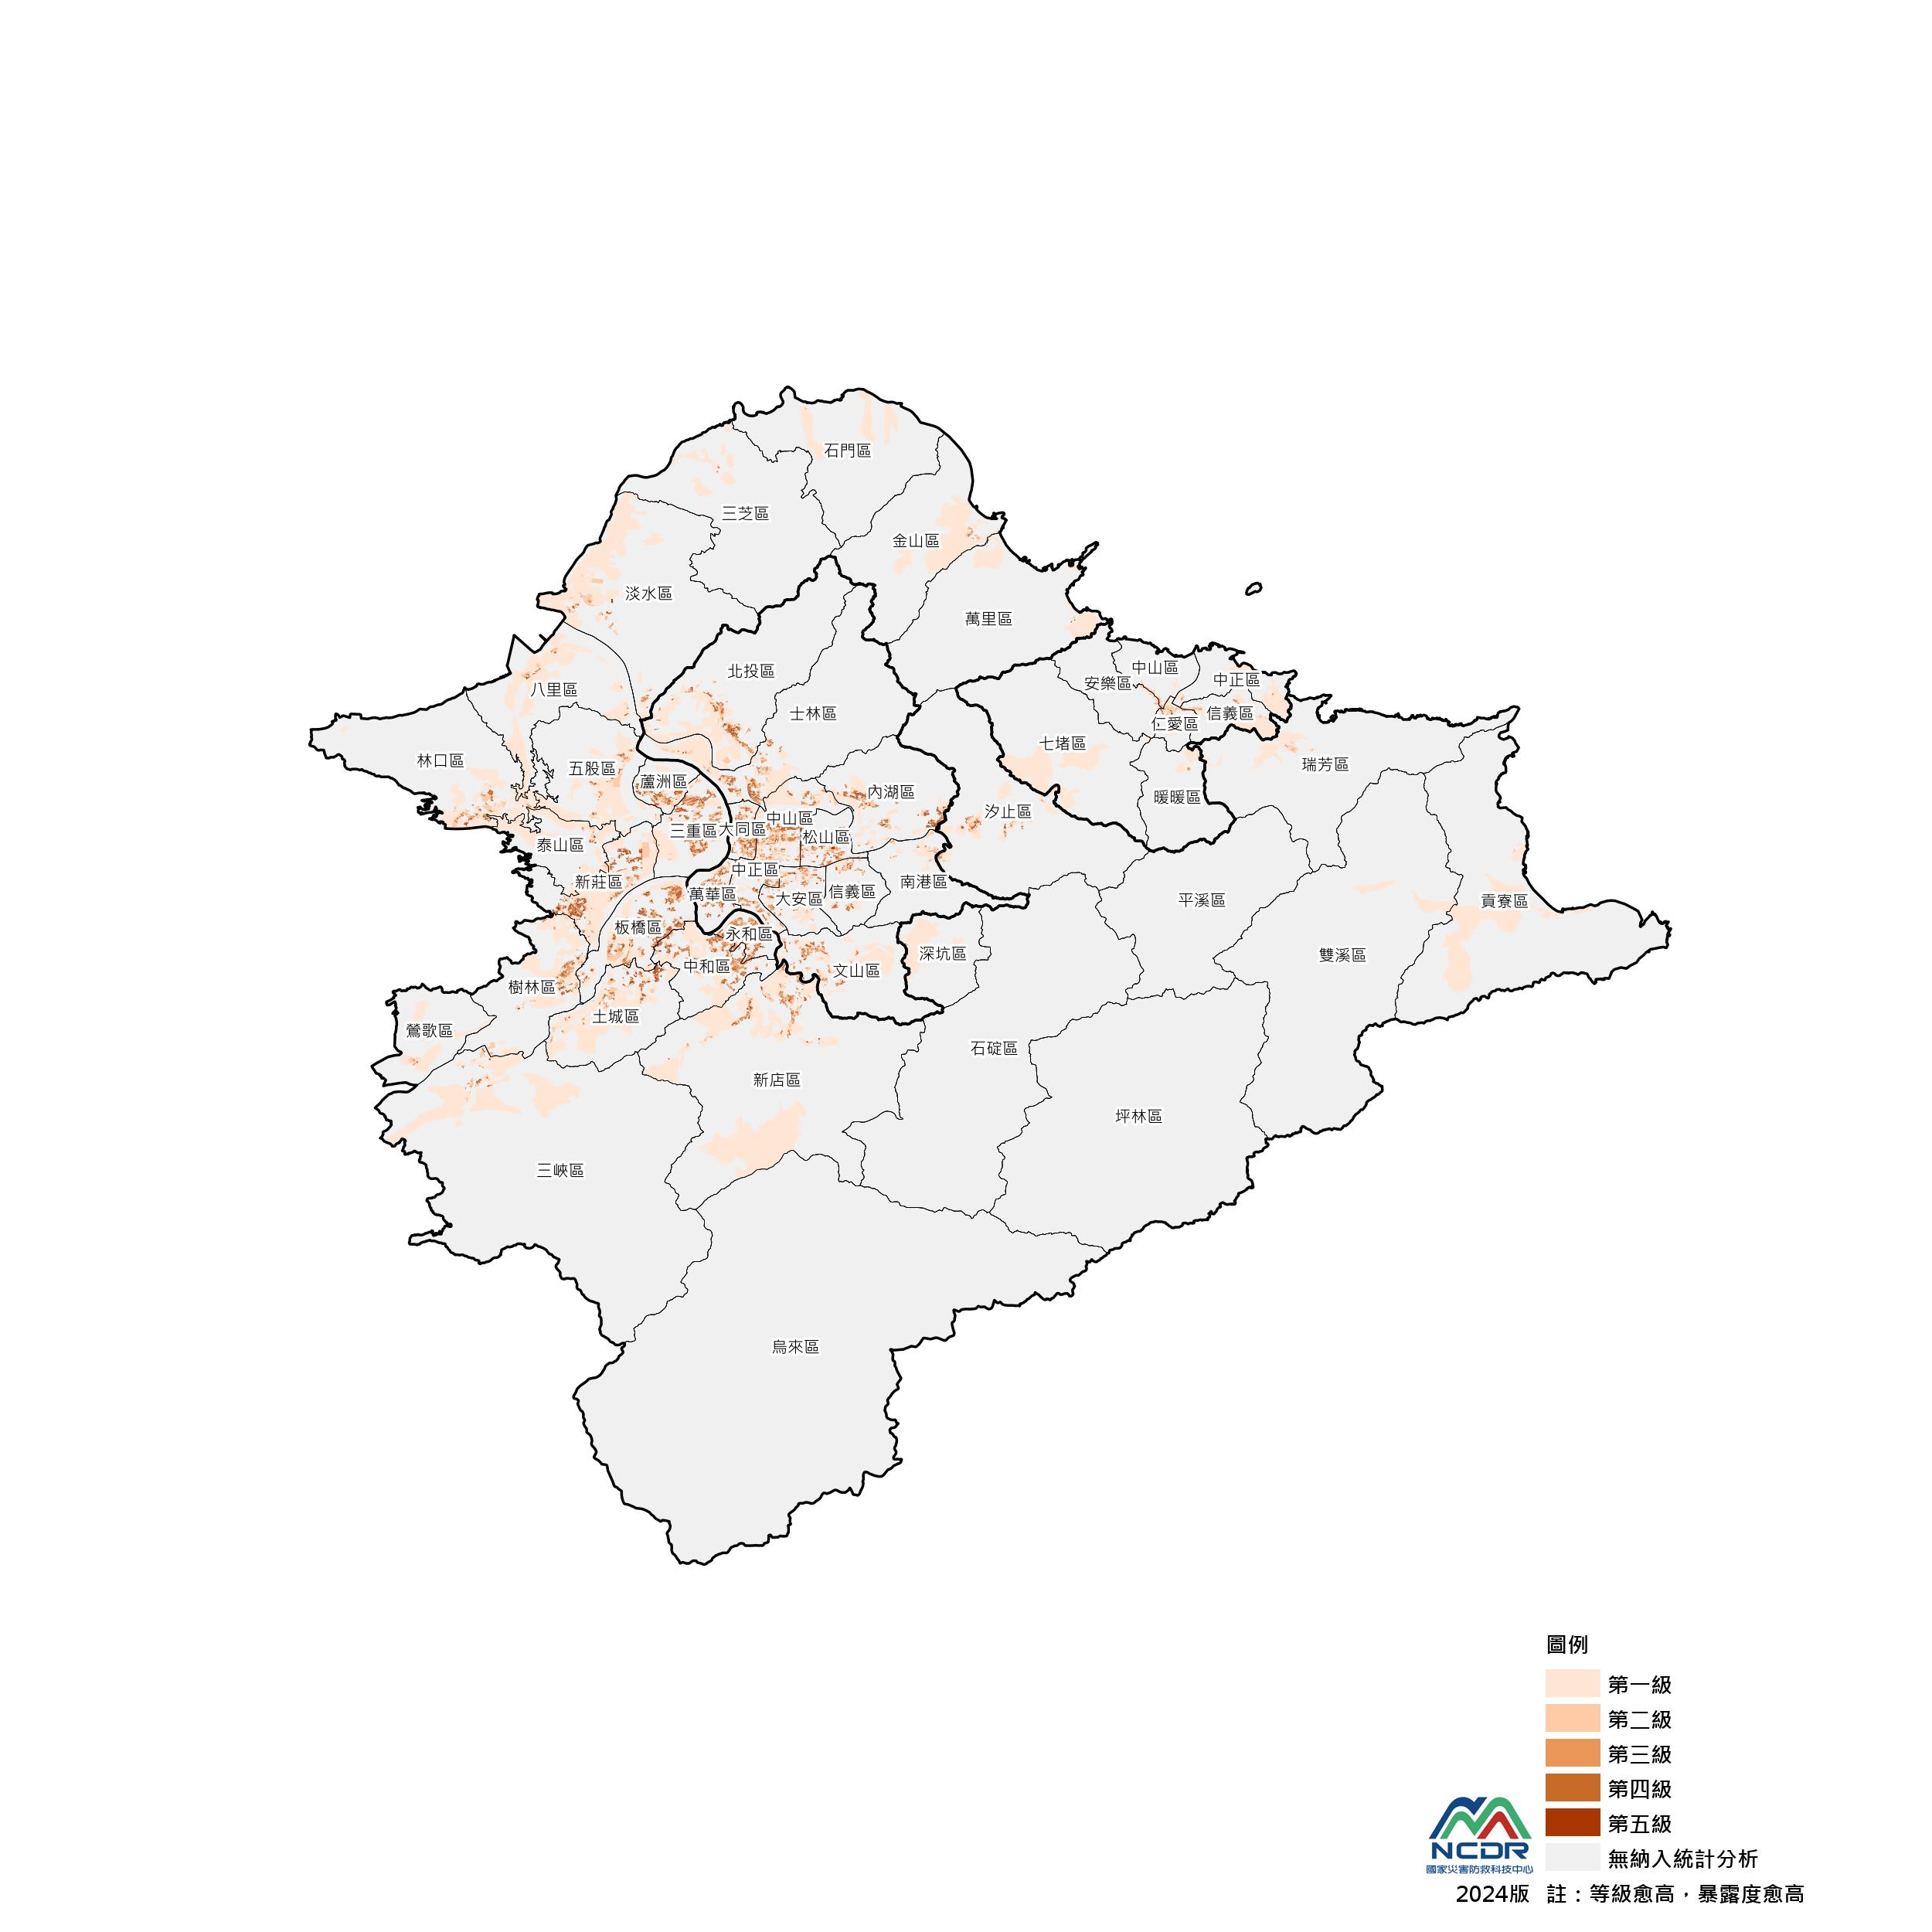 石門區
三芝區
金山區
淡水區
萬里區
北投區
中山區
中正區
安樂區
八里區
士林區
信義區
仁愛區
七堵區
林口區
五股區
瑞芳區
蘆洲區
內湖區
暖暖區
汐止區
中山區
三重區
大同區
松山區
泰山區
中正區
新莊區
南港區
萬華區
大安區
信義區
平溪區
貢寮區
板橋區
永和區
深坑區
雙溪區
中和區
文山區
樹林區
土城區
鶯歌區
石碇區
新店區
坪林區
三峽區
烏來區
圖例
第一級
第二級
第三級
第四級
第五級
無納入統計分析
NCDR
國家災害防救科技中心
2024版 註：等級愈高，暴露度愈高